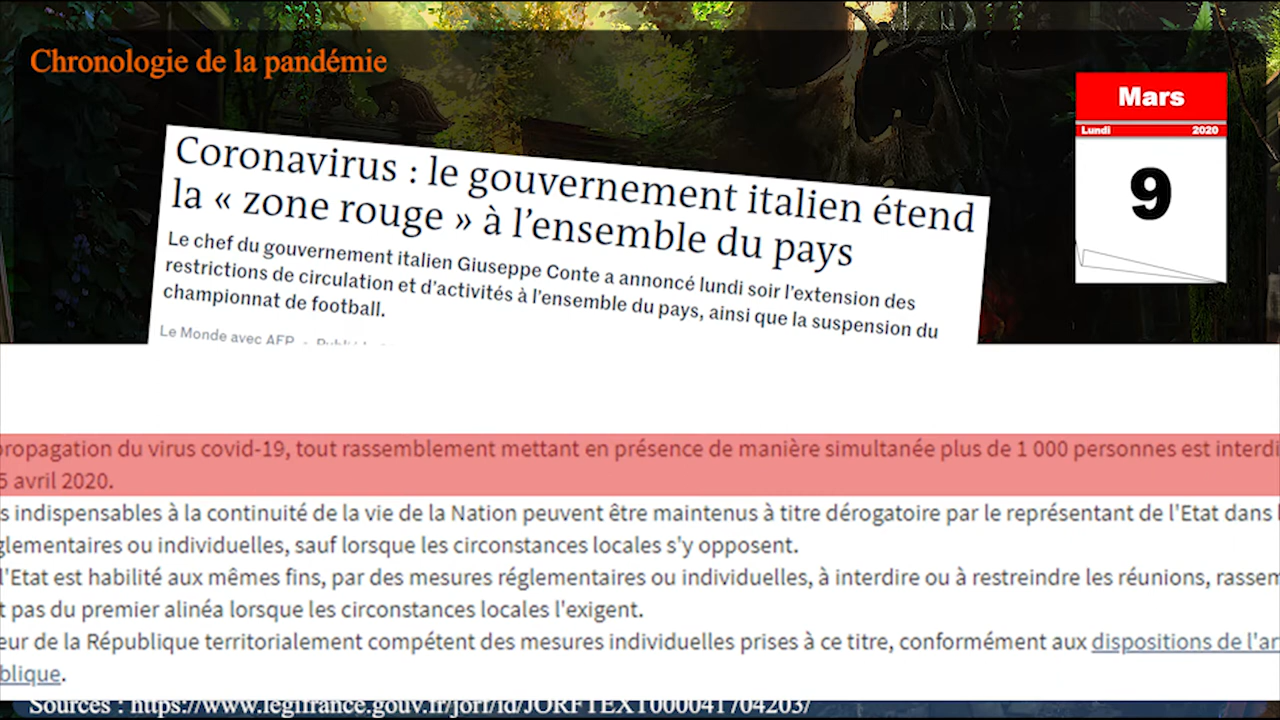 Chronologie de la pandémie
Mars
Lundi 2020
9
Coronavirus : le gouvernement italien étend
la « zone rouge » à l'ensemble du pays
Le chef du gouvernement italien Giuseppe Conte a annoncé lundi soir l'extension des
restrictions de circulation et d'activités à l'ensemble du pays, ainsi que la suspension du
championnat de football.
Le Monde avec AFP
propagation du virus covid-19, tout rassemblement mettant en présence de manière simultanée plus de 1 000 personnes est interdi
5 avril 2020.
s indispensables à la continuité de la vie de la Nation peuvent être maintenus à titre dérogatoire par le représentant de l'Etat dans
glementaires ou individuelles, sauf lorsque les circonstances locales s'y opposent.
l'Etat est habilité aux mêmes fins, par des mesures réglementaires ou individuelles, à interdire ou à restreindre les réunions, rassem
t pas du premier alinéa lorsque les circonstances locales l'exigent.
eur de la République territorialement compétent des mesures individuelles prises à ce titre, conformément aux dispositions de l'ar
blique.
Sources : https://www.legifrance.gouv.fr/jorf/id/JORFTEXT000041704203/